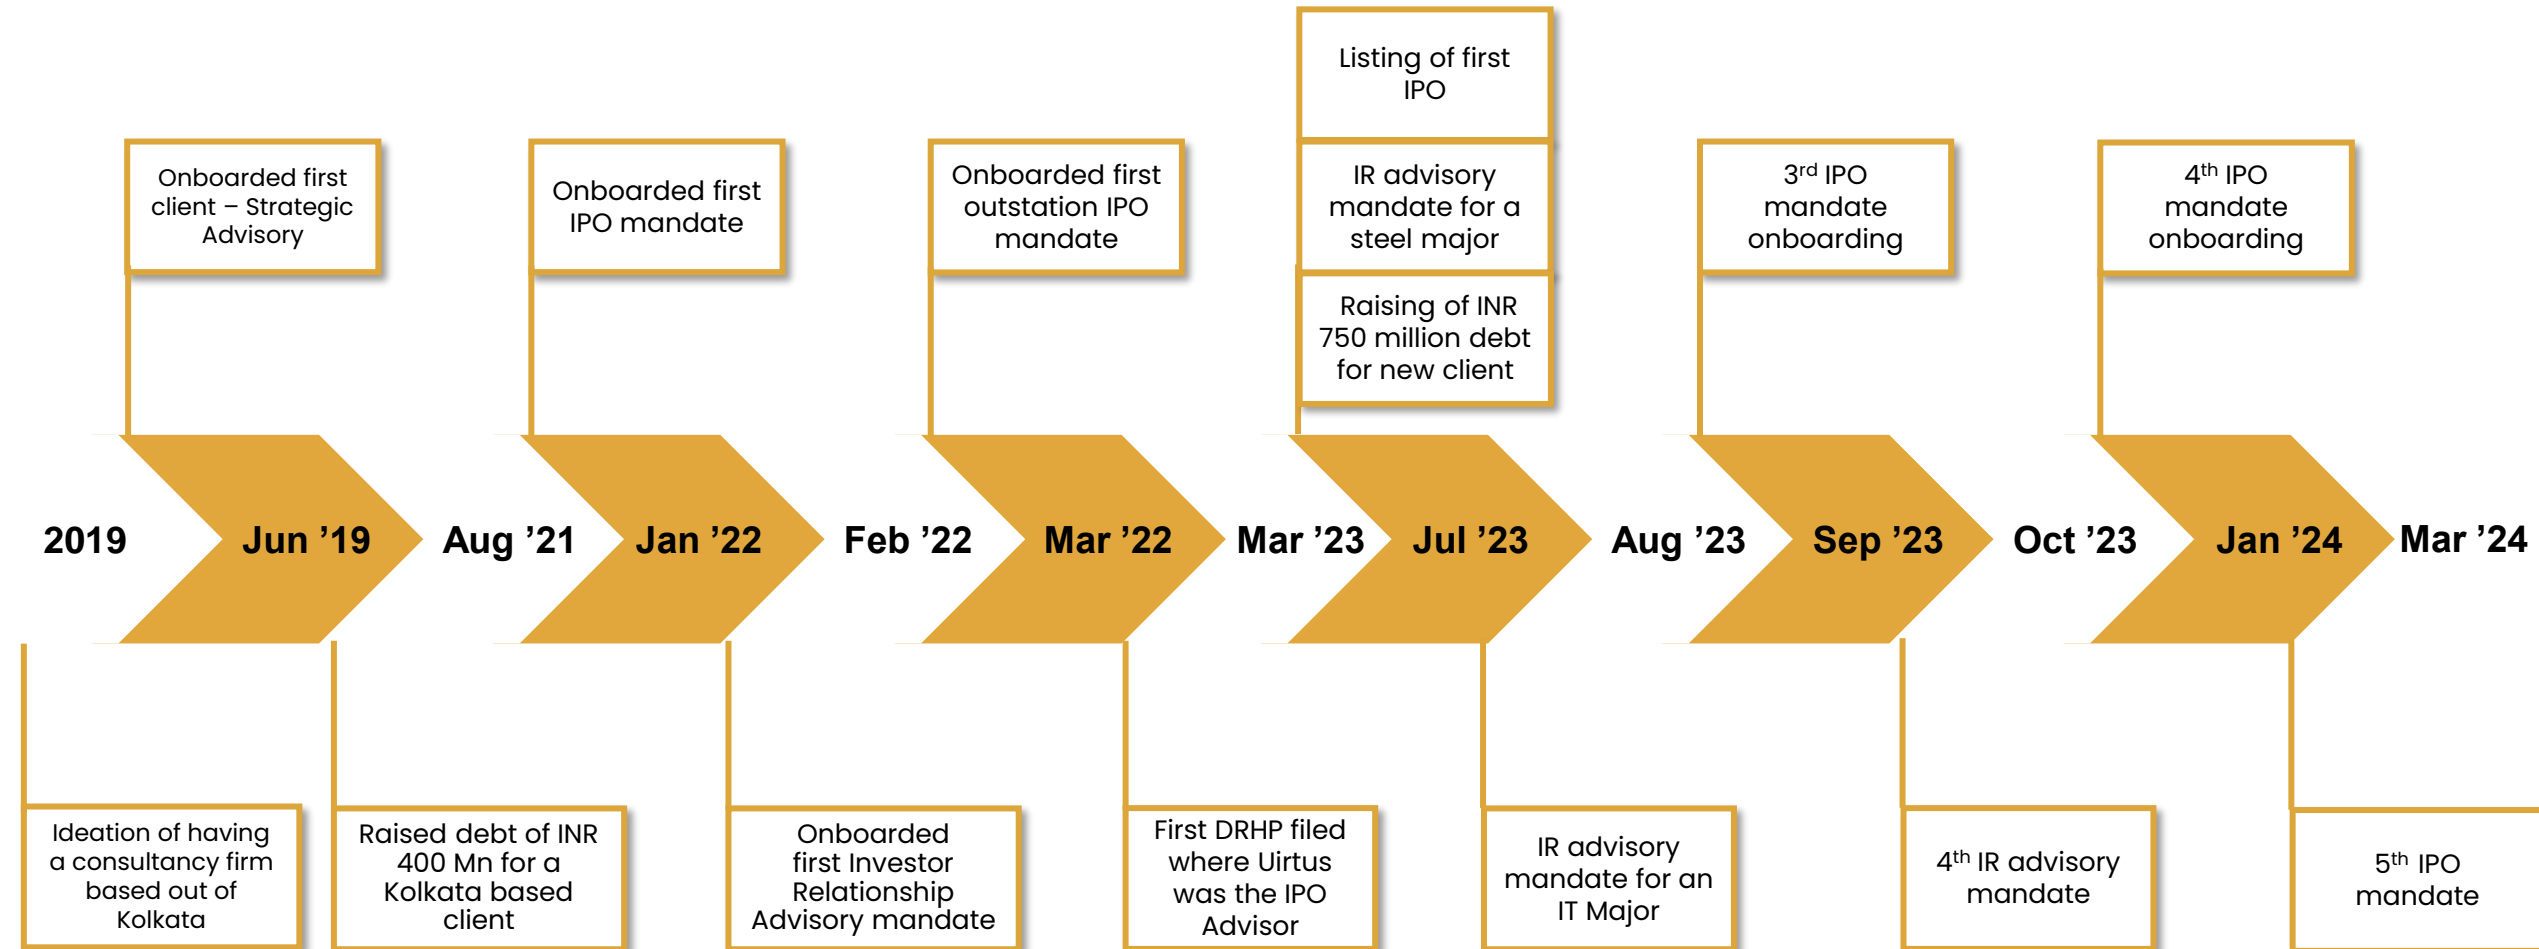 Listing of first
IPO
Onboarded first
client – Strategic
Advisory
Onboarded first
IPO mandate
Onboarded first
outstation IPO
mandate
IR advisory
mandate for a
steel major
3rd IPO
mandate
onboarding
4th IPO
mandate
onboarding
Raising of INR
750 million debt
for new client
2019
Jun ’19
Aug ’21
Jan ’22
Feb ’22
Mar ’22
Mar ’23
Jul ’23
Aug ’23
Sep ’23
Oct ’23
Jan ’24
Mar ’24
Ideation of having
a consultancy firm
based out of
Kolkata
Raised debt of INR
400 Mn for a
Kolkata based
client
Onboarded
first Investor
Relationship
Advisory mandate
First DRHP filed
where Uirtus
was the IPO
Advisor
IR advisory
mandate for an
IT Major
4th IR advisory
mandate
5th IPO
mandate